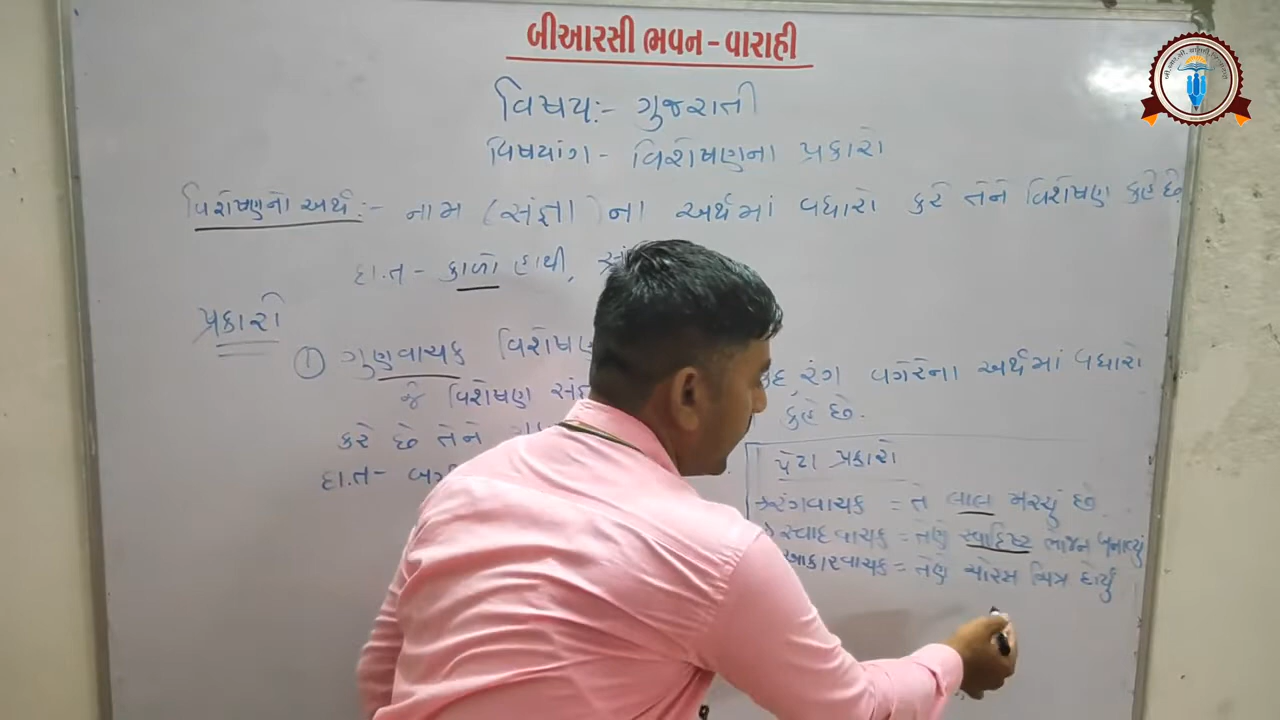 બીઆરસી ભવન - વારાહી
વિષય:- ગુજરાતી
વિષયાંગ - વિશેષણના પ્રકારો
વિશેષણનો અર્થ:- નામ (સંજ્ઞા) ના અર્થમાં વધારો કરે તેને વિશેષણ કહે છે.
દા.ત - કાળો હાથી,
પ્રકારો
① ગુણવાચક વિશેષણ
જે વિશેષણ રંગ વગેરેના અર્થમાં વધારો
કરે છે તેને કહે છે.
દા.ત -
પેટા પ્રકારો
રંગવાચક = તે લાલ મરચું છે.
સ્વાદવાચક = તેણે સ્વાદિષ્ટ ભોજન બનાવ્યું
આકારવાચક = તેણે ચોરસ ચિત્ર દોર્યું